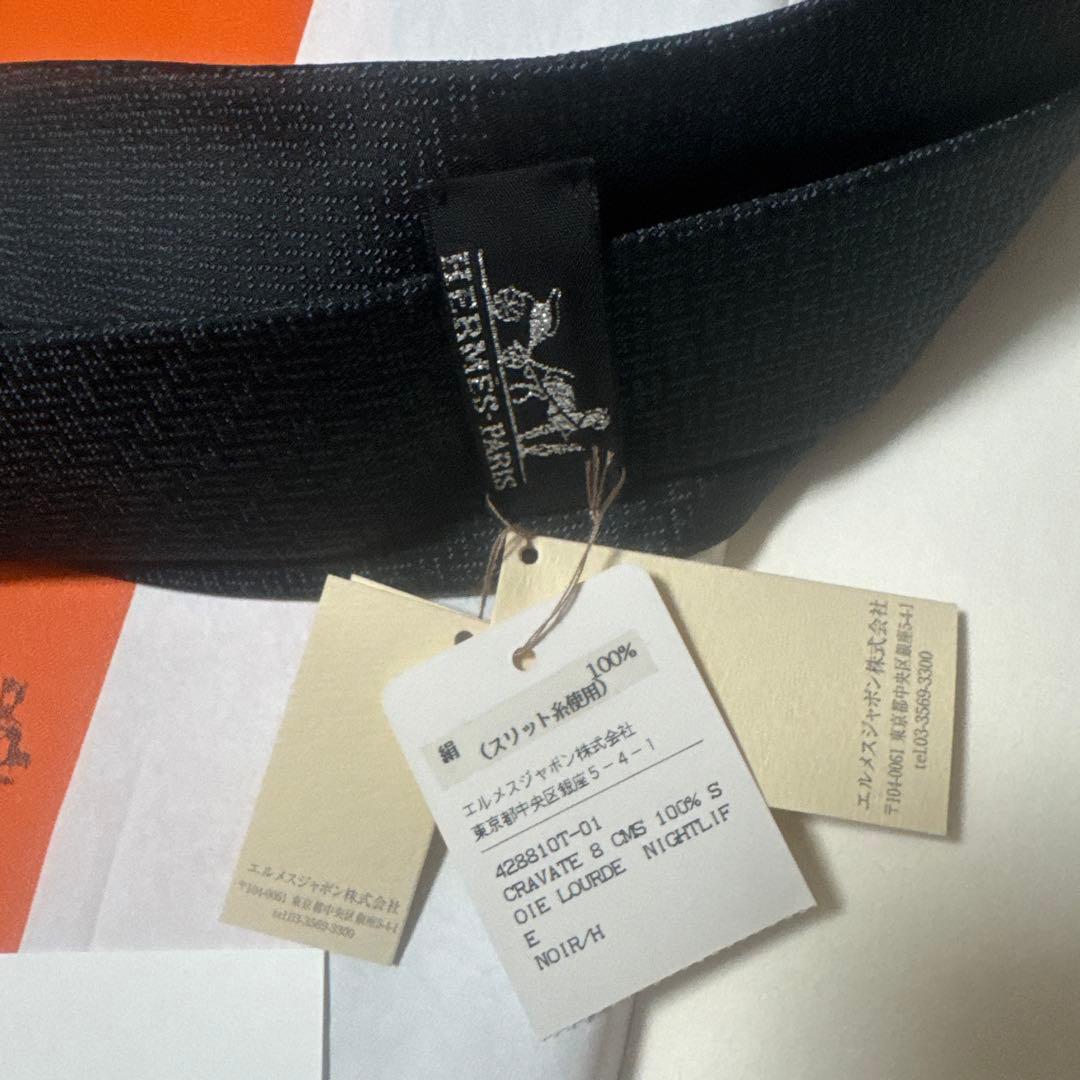 HERMÈS-PARIS
絹 100%
(スリット糸使用)
エルメスジャポン株式会社
東京都中央区銀座5-4-1
428810T-01
CRAVATE 8 CMS 100% S
OIE LOURDE NIGHTLIF
E
NOIR/H
エルメスジャポン株式会社
〒104-0061 東京都中央区銀座5-4-1
tel.03-3569-3300
エルメスジャポン株式会社
〒104-0061 東京都中央区銀座5-4-1
tel.03-3569-3300